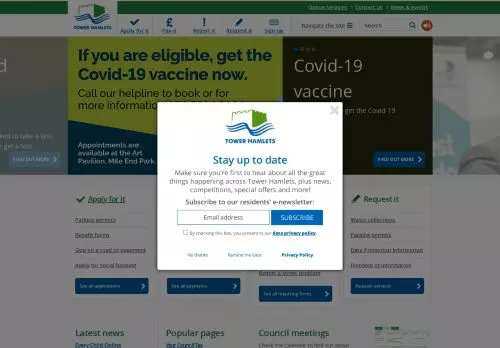 Online Services
Contact Us
News & events
TOWER HAMLETS
Apply for it
Pay it
Report it
Request it
Sign up
Navigate the site
Search
If you are eligible, get the
Covid-19 vaccine now.
Call our helpline to book or for
more information
Appointments
are available at the Art
Pavilion, Mile End Park.
Covid-19
vaccine
get the Covid-19
FIND OUT MORE
FIND OUT MORE
TOWER HAMLETS
Stay up to date
Make sure you're first to hear about all the great
things happening across Tower Hamlets, plus news,
competitions, special offers and more!
Subscribe to our residents' e-newsletter:
Email address
SUBSCRIBE
By checking this box, you consent to our data privacy policy.
No thanks
Remind me later
Privacy Policy
Apply for it
Parking permits
Benefit forms
Skip on a road or pavement
Apply for social housing
See all applications
See all payments
Report a street problem
See all reporting forms
Request it
Waste collections
Parking permits
Data Protection Information
Freedom of information
Request services
Latest news
Every Child Online
Popular pages
Your Council Tax
Council meetings
View the calendar to find out about